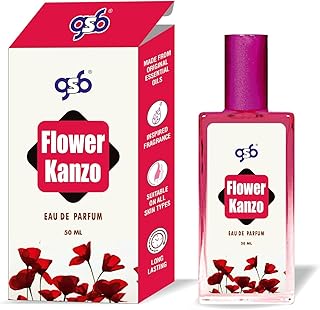 gsb®
Flower
Kanzo
EAU DE PARFUM
50 ML
MADE FROM
ORIGINAL
ESSENTIAL
OILS
INSPIRED
FRAGRANCE
SUITABLE
ON ALL
SKIN TYPES
LONG
LASTING
gsb®
Flower
Kanzo
EAU DE PARFUM
50 ML